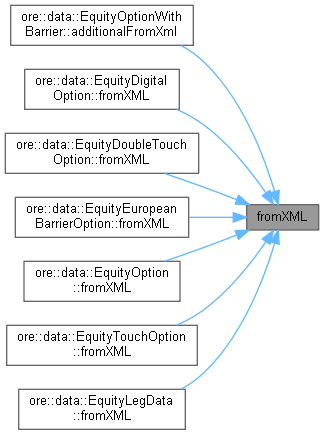 ore::data::EquityOptionWith
Barrier::additionalFromXml
ore::data::EquityDigital
Option::fromXML
ore::data::EquityDoubleTouch
Option::fromXML
ore::data::EquityEuropean
BarrierOption::fromXML
fromXML
ore::data::EquityOption
::fromXML
ore::data::EquityTouchOption
::fromXML
ore::data::EquityLegData
::fromXML